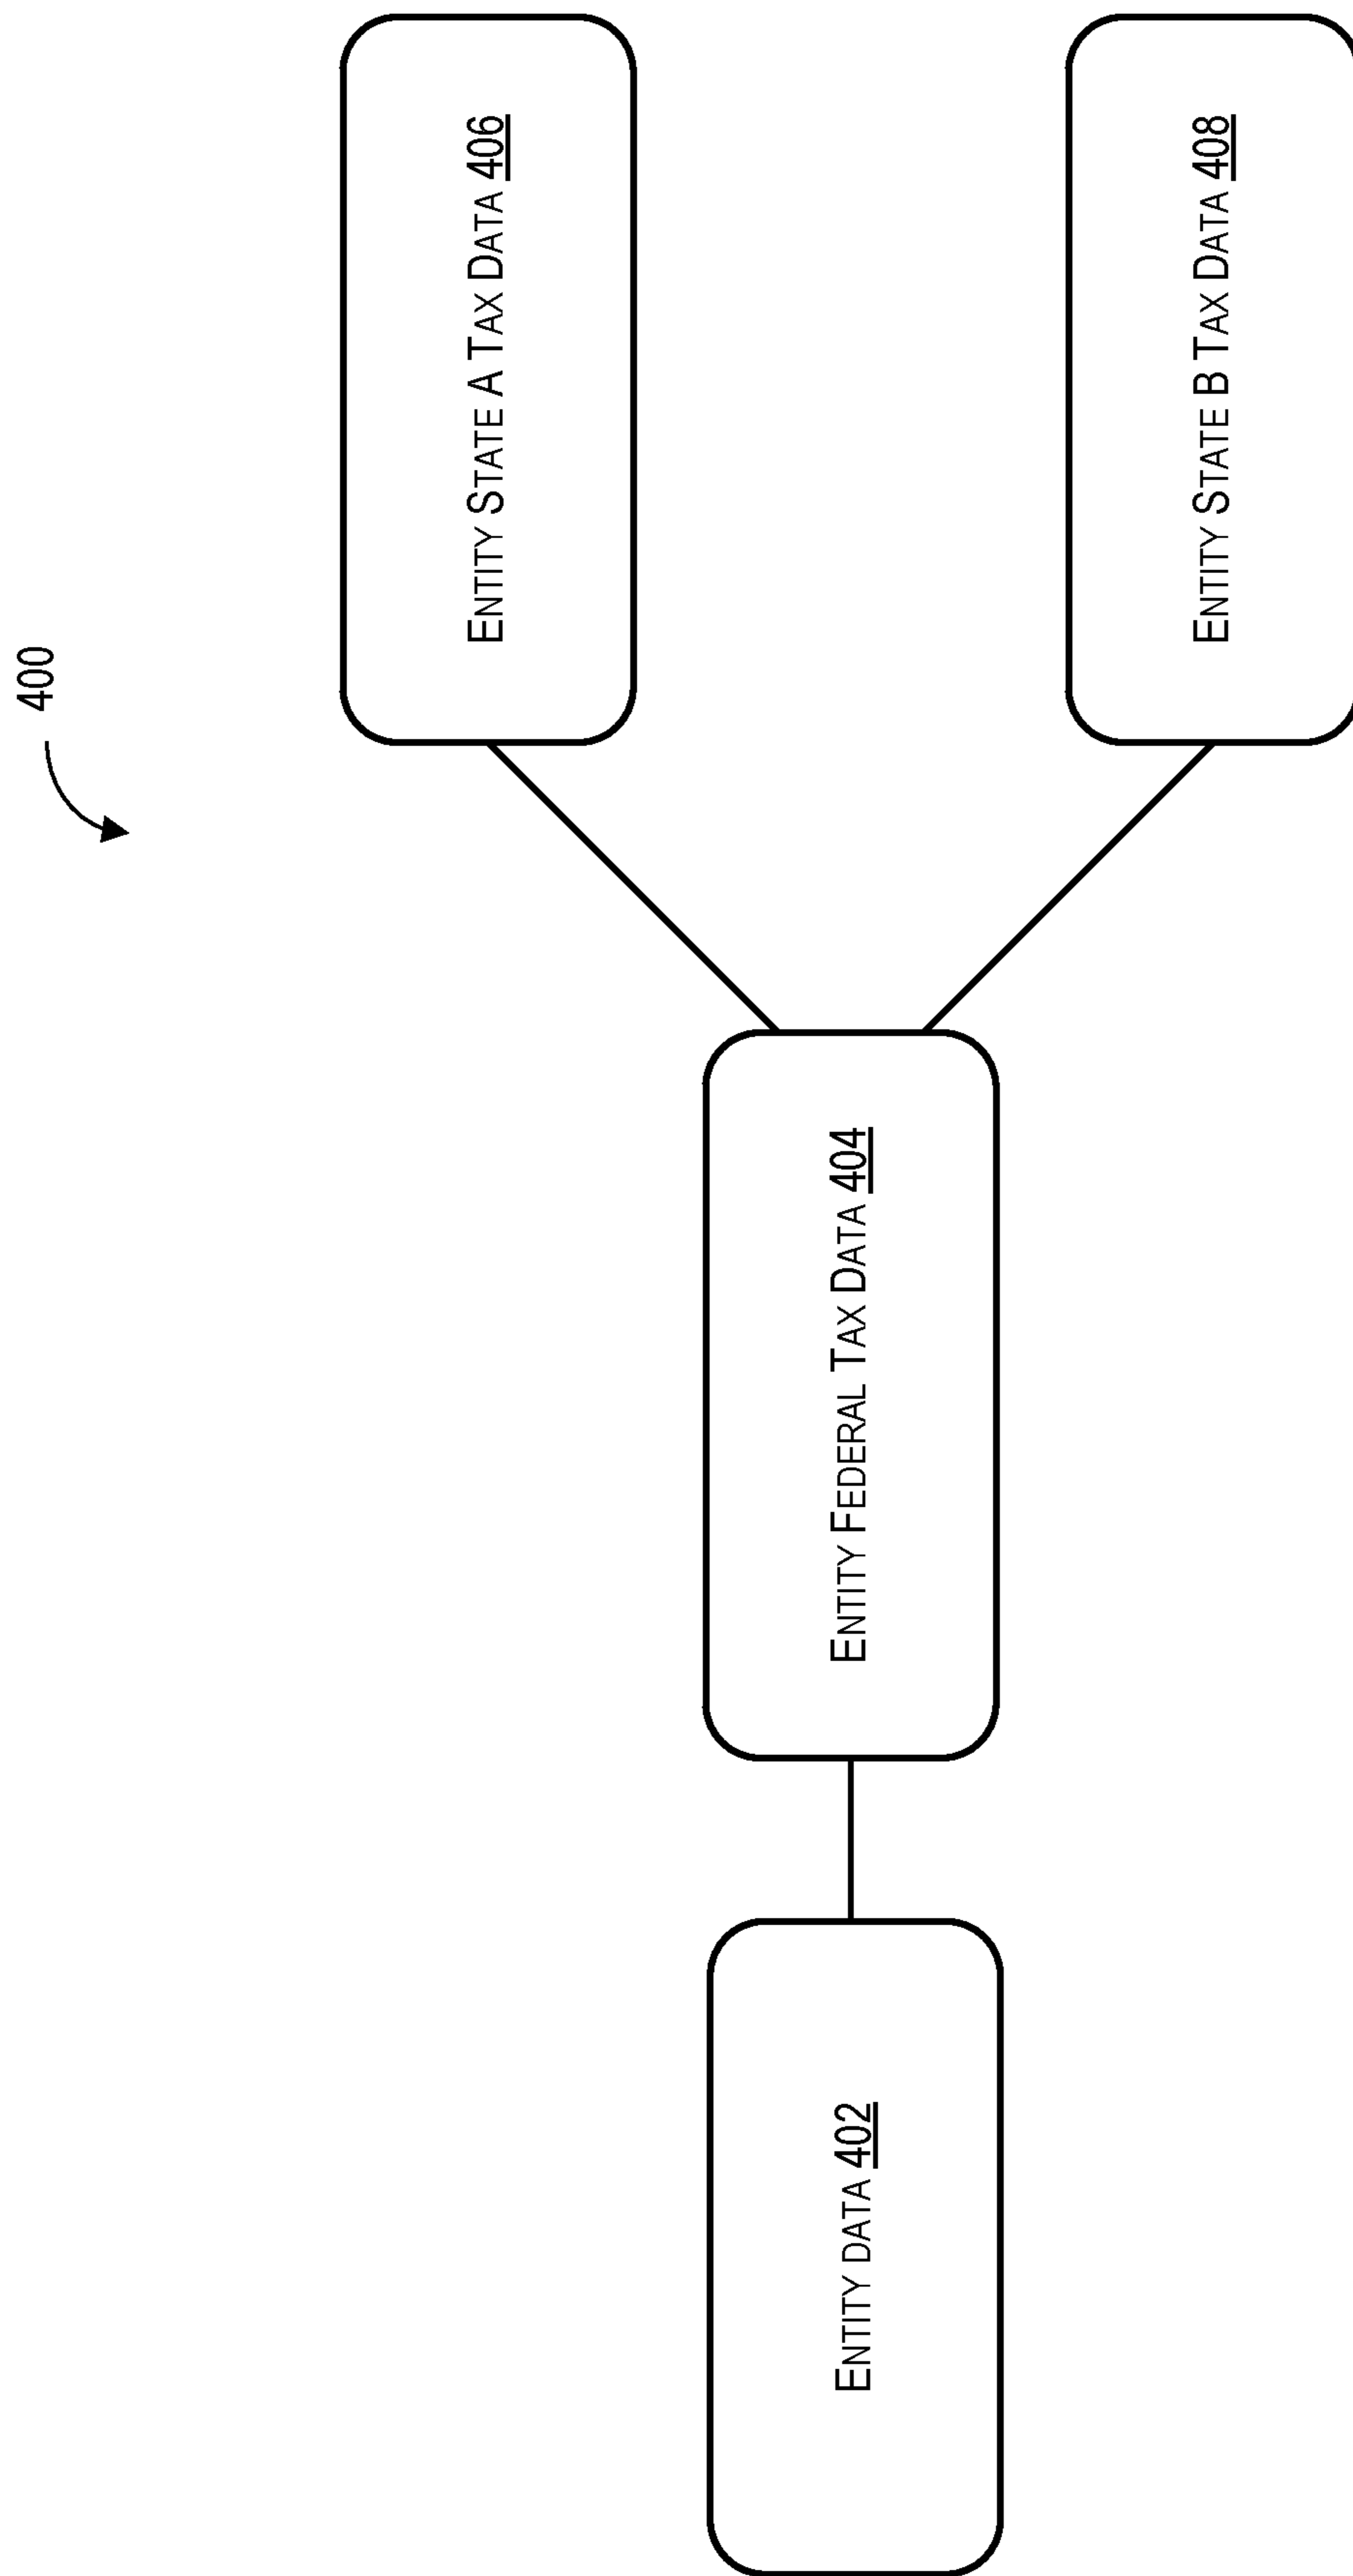 400
Entity State A Tax Data 406
Entity data 402
Entity Federal Tax Data 404
Entity State B Tax Data 408